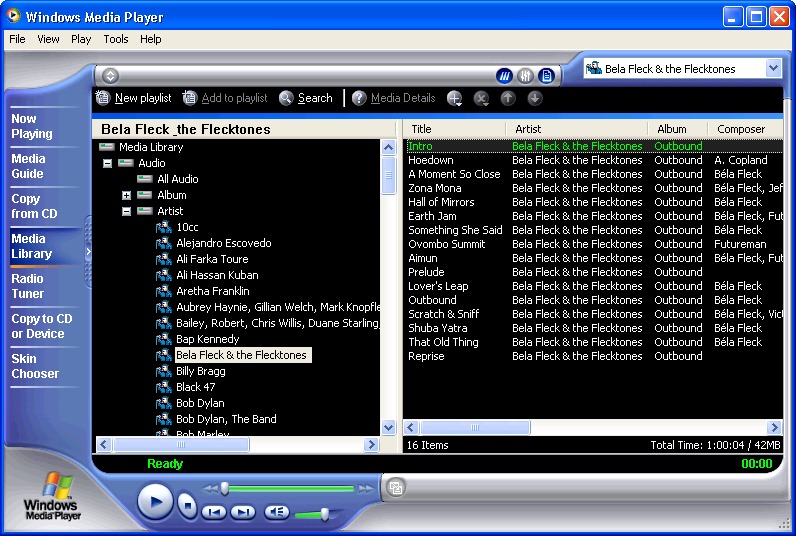 Windows Media Player
File View Play Tools Help
Bela Fleck & the Flecktones
New playlist Add to playlist Search Media Details
Now Playing
Media Guide
Copy from CD
Media Library
Radio Tuner
Copy to CD or Device
Skin Chooser
Bela Fleck _the Flecktones
Media Library
Audio
All Audio
Album
Artist
10cc
Alejandro Escovedo
Ali Farka Toure
Ali Hassan Kuban
Aretha Franklin
Aubrey Haynie, Gillian Welch, Mark Knopfle
Bailey, Robert, Chris Willis, Duane Starling,
Bap Kennedy
Bela Fleck & the Flecktones
Billy Bragg
Black 47
Bob Dylan
Bob Dylan, The Band
Bob Marley
Title Artist Album Composer
Intro Bela Fleck & the Flecktones Outbound
Hoedown Bela Fleck & the Flecktones Outbound A. Copland
A Moment So Close Bela Fleck & the Flecktones Outbound Béla Fleck
Zona Mona Bela Fleck & the Flecktones Outbound Béla Fleck, Jef
Hall of Mirrors Bela Fleck & the Flecktones Outbound Béla Fleck
Earth Jam Bela Fleck & the Flecktones Outbound Béla Fleck, Fut
Something She Said Bela Fleck & the Flecktones Outbound Béla Fleck
Ovombo Summit Bela Fleck & the Flecktones Outbound Futureman
Aimun Bela Fleck & the Flecktones Outbound Béla Fleck, Fut
Prelude Bela Fleck & the Flecktones Outbound
Lover's Leap Bela Fleck & the Flecktones Outbound Béla Fleck
Outbound Bela Fleck & the Flecktones Outbound Béla Fleck
Scratch & Sniff Bela Fleck & the Flecktones Outbound Béla Fleck, Vict
Shuba Yatra Bela Fleck & the Flecktones Outbound Béla Fleck
That Old Thing Bela Fleck & the Flecktones Outbound Béla Fleck
Reprise Bela Fleck & the Flecktones Outbound
16 Items Total Time: 1:00:04 / 42MB
Ready 00:00
Windows
Media Player